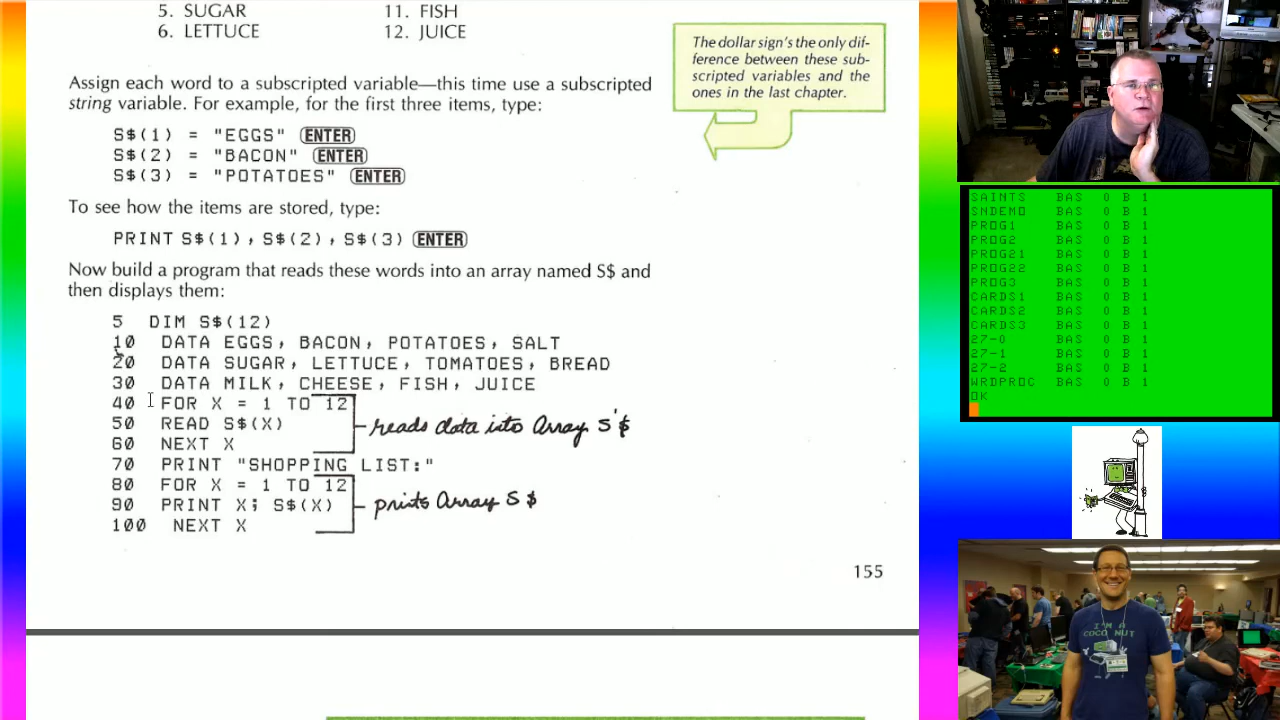 5. SUGAR 11. FISH
6. LETTUCE 12. JUICE
The dollar sign's the only dif-
ference between these sub-
scripted variables and the
ones in the last chapter.
Assign each word to a subscripted variable—this time use a subscripted
string variable. For example, for the first three items, type:
S$(1) = "EGGS" (ENTER)
S$(2) = "BACON" (ENTER)
S$(3) = "POTATOES" (ENTER)
To see how the items are stored, type:
PRINT S$(1), S$(2), S$(3) (ENTER)
Now build a program that reads these words into an array named S$ and
then displays them:
5 DIM S$(12)
10 DATA EGGS, BACON, POTATOES, SALT
20 DATA SUGAR, LETTUCE, TOMATOES, BREAD
30 DATA MILK, CHEESE, FISH, JUICE
40 FOR X = 1 TO 12
50 READ S$(X)
60 NEXT X
reads data into Array S$
70 PRINT "SHOPPING LIST:"
80 FOR X = 1 TO 12
90 PRINT X; S$(X)
100 NEXT X
prints Array S$
155
SAINTS BAS 0 B 1
SNDEMO BAS 0 B 1
PROG1 BAS 0 B 1
PROG2 BAS 0 B 1
PROG21 BAS 0 B 1
PROG22 BAS 0 B 1
PROG3 BAS 0 B 1
CARDS1 BAS 0 B 1
CARDS2 BAS 0 B 1
CARDS3 BAS 0 B 1
27-0 BAS 0 B 1
27-1 BAS 0 B 1
27-2 BAS 0 B 1
WRDPROC BAS 0 B 1
OK
I'M A
COCO NUT